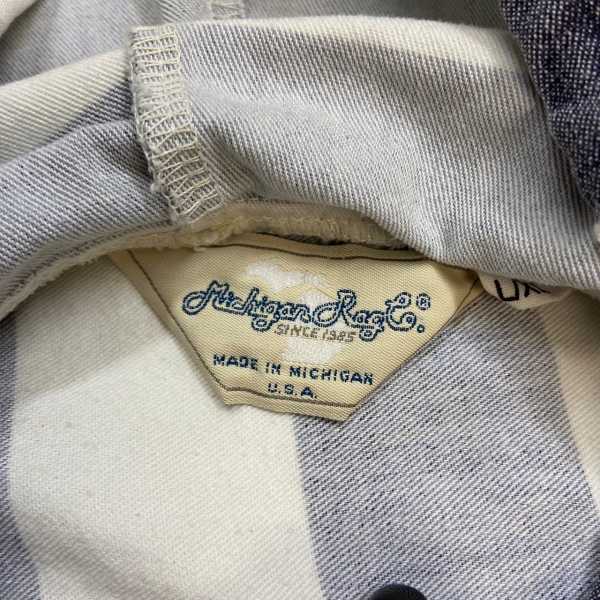 Michigan Rag Co.®
SINCE 1985
MADE IN MICHIGAN
U.S.A.